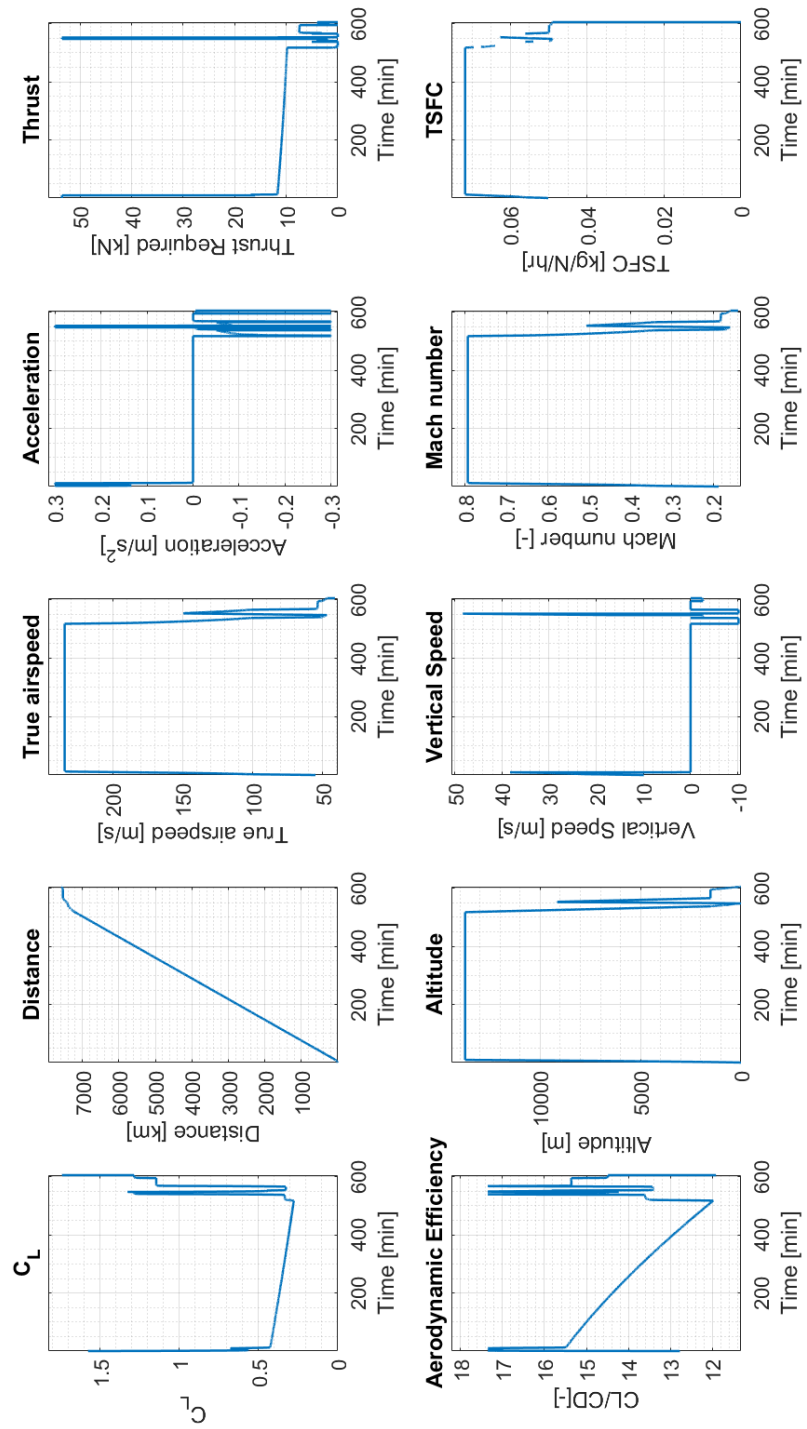 C_L
C_L
0
0.5
1
1.5
200 400 600
Time [min]
Distance
Distance [km]
1000
2000
3000
4000
5000
6000
7000
200 400 600
Time [min]
True airspeed
True airspeed [m/s]
50
100
150
200
200 400 600
Time [min]
Acceleration
Acceleration [m/s²]
-0.3
-0.2
-0.1
0
0.1
0.2
0.3
200 400 600
Time [min]
Thrust
Thrust Required [kN]
0
10
20
30
40
50
200 400 600
Time [min]
Aerodynamic Efficiency
CL/CD[-]
12
13
14
15
16
17
18
200 400 600
Time [min]
Altitude
Altitude [m]
0
5000
10000
200 400 600
Time [min]
Vertical Speed
Vertical Speed [m/s]
-10
0
10
20
30
40
50
200 400 600
Time [min]
Mach number
Mach number [-]
0.2
0.3
0.4
0.5
0.6
0.7
0.8
200 400 600
Time [min]
TSFC
TSFC [kg/N/hr]
0
0.02
0.04
0.06
200 400 600
Time [min]